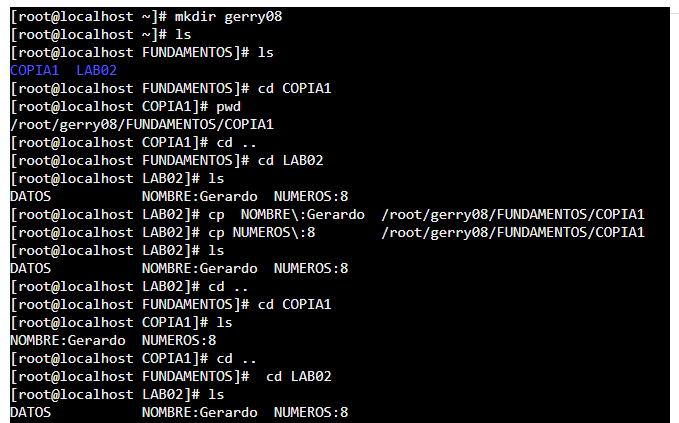 [root@localhost ~]# mkdir gerry08
[root@localhost ~]# ls
[root@localhost FUNDAMENTOS]# ls
COPIA1  LAB02
[root@localhost FUNDAMENTOS]# cd COPIA1
[root@localhost COPIA1]# pwd
/root/gerry08/FUNDAMENTOS/COPIA1
[root@localhost COPIA1]# cd ..
[root@localhost FUNDAMENTOS]# cd LAB02
[root@localhost LAB02]# ls
DATOS           NOMBRE:Gerardo  NUMEROS:8
[root@localhost LAB02]# cp  NOMBRE\:Gerardo  /root/gerry08/FUNDAMENTOS/COPIA1
[root@localhost LAB02]# cp NUMEROS\:8        /root/gerry08/FUNDAMENTOS/COPIA1
[root@localhost LAB02]# ls
DATOS           NOMBRE:Gerardo  NUMEROS:8
[root@localhost LAB02]# cd ..
[root@localhost FUNDAMENTOS]# cd COPIA1
[root@localhost COPIA1]# ls
NOMBRE:Gerardo  NUMEROS:8
[root@localhost COPIA1]# cd ..
[root@localhost FUNDAMENTOS]#  cd LAB02
[root@localhost LAB02]# ls
DATOS           NOMBRE:Gerardo  NUMEROS:8